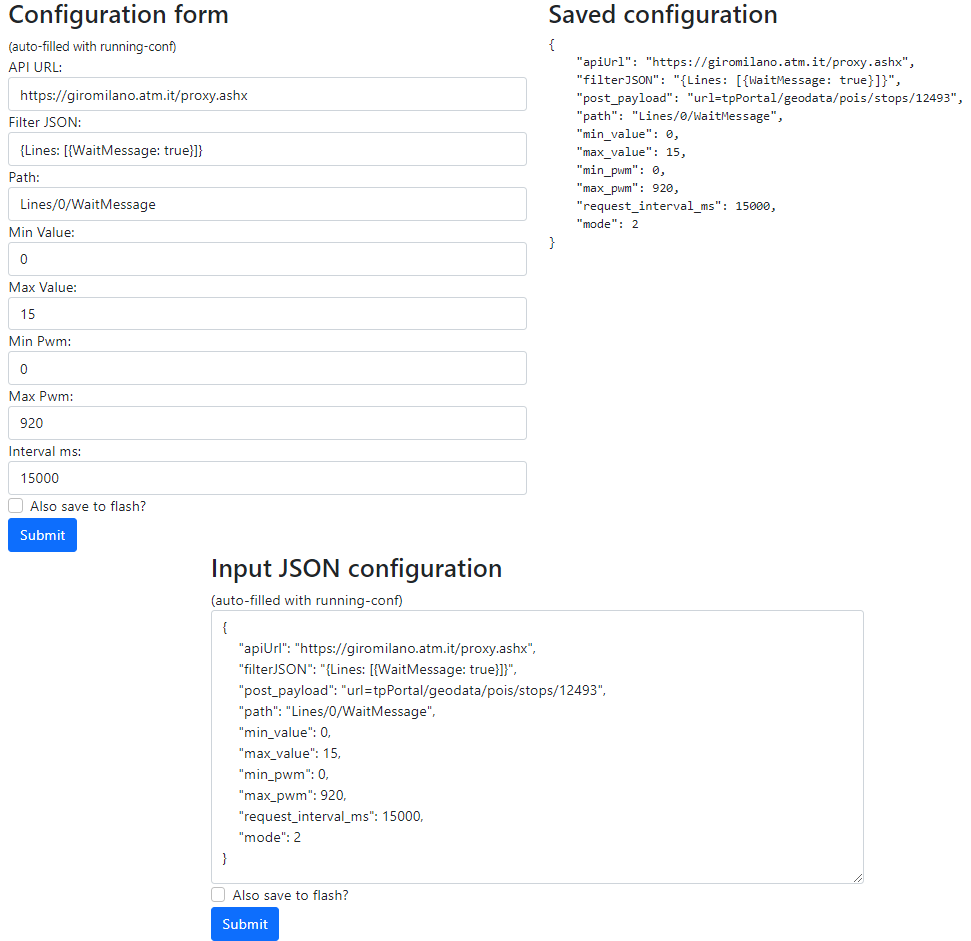 Configuration form
(auto-filled with running-conf)
API URL:
https://giromilano.atm.it/proxy.ashx
Filter JSON:
{Lines: [{WaitMessage: true}]}
Path:
Lines/0/WaitMessage
Min Value:
0
Max Value:
15
Min Pwm:
0
Max Pwm:
920
Interval ms:
15000
Also save to flash?
Submit
Saved configuration
{
    "apiUrl": "https://giromilano.atm.it/proxy.ashx",
    "filterJSON": "{Lines: [{WaitMessage: true}]}",
    "post_payload": "url=tpPortal/geodata/pois/stops/12493",
    "path": "Lines/0/WaitMessage",
    "min_value": 0,
    "max_value": 15,
    "min_pwm": 0,
    "max_pwm": 920,
    "request_interval_ms": 15000,
    "mode": 2
}
Input JSON configuration
(auto-filled with running-conf)
{
    "apiUrl": "https://giromilano.atm.it/proxy.ashx",
    "filterJSON": "{Lines: [{WaitMessage: true}]}",
    "post_payload": "url=tpPortal/geodata/pois/stops/12493",
    "path": "Lines/0/WaitMessage",
    "min_value": 0,
    "max_value": 15,
    "min_pwm": 0,
    "max_pwm": 920,
    "request_interval_ms": 15000,
    "mode": 2
}
Also save to flash?
Submit